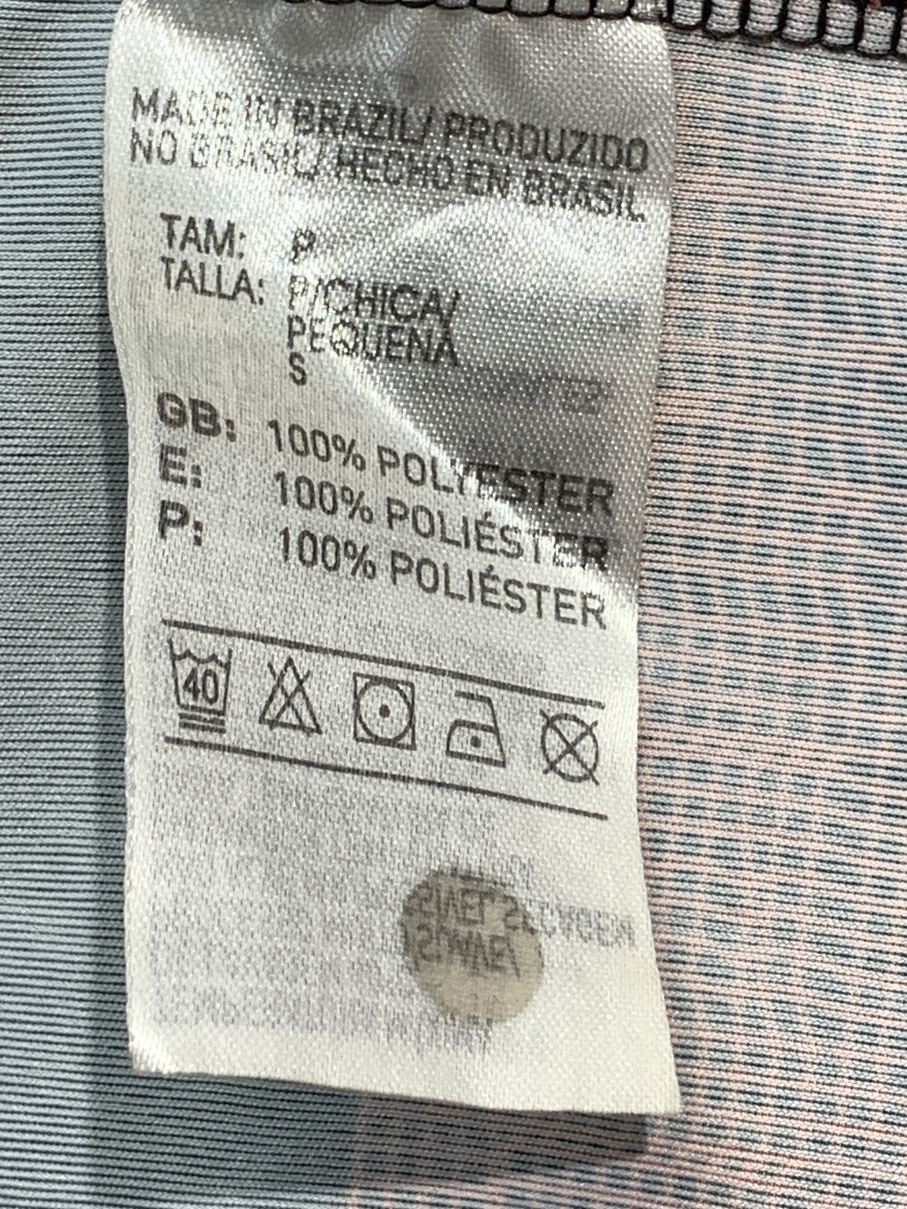 MADE IN BRAZIL/ PRODUZIDO
NO BRASIL/ HECHO EN BRASIL
TAM: P
TALLA: P/CHICA/
PEQUENA
S
GB: 100% POLYESTER
E: 100% POLIÉSTER
P: 100% POLIÉSTER
40